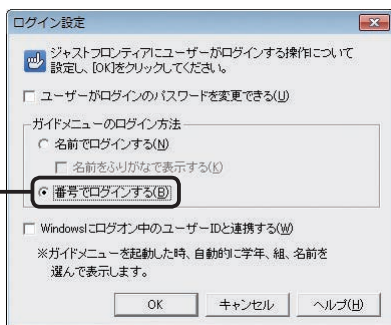 ログイン設定
ジャストフロンティアにユーザーがログインする操作について
設定し、[OK]をクリックしてください。
ユーザーがログインのパスワードを変更できる(U)
ガイドメニューのログイン方法
名前でログインする(N)
名前をふりがなで表示する(K)
番号でログインする(B)
Windowsにログオン中のユーザーIDと連携する(W)
※ガイドメニューを起動した時、自動的に学年、組、名前を
選んで表示します。
OK キャンセル ヘルプ(H)